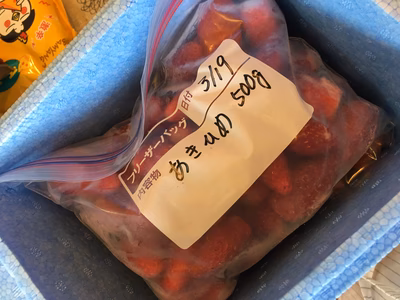 フリーザーバッグ
日付 3/19
内容物
あきひめ 500g